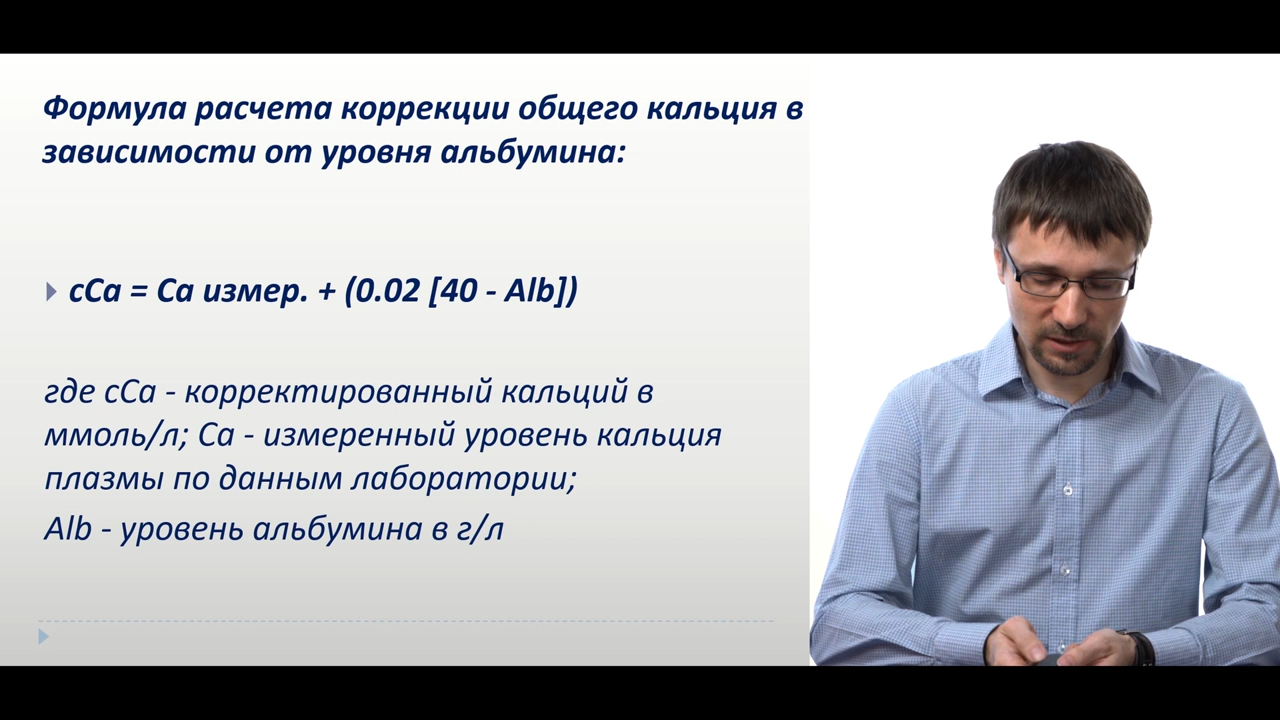 Формула расчета коррекции общего кальция в
зависимости от уровня альбумина:
cCa = Ca измер. + (0.02 [40 - Alb])
где cCa - корректированный кальций в
ммоль/л; Ca - измеренный уровень кальция
плазмы по данным лаборатории;
Alb - уровень альбумина в г/л